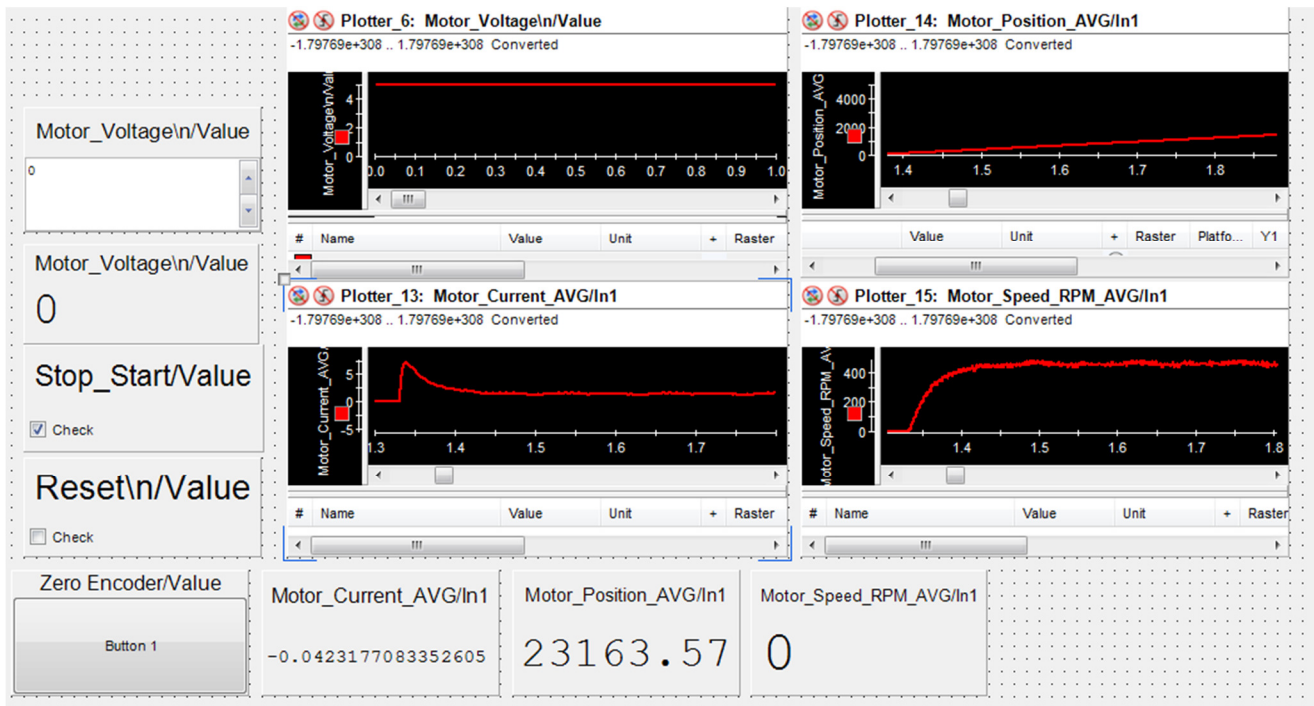 Motor_Voltage\n/Value
0
Motor_Voltage\n/Value
0
Stop_Start/Value
Check
Reset\n/Value
Check
Zero Encoder/Value
Button 1
Plotter_6: Motor_Voltage\n/Value
-1.79769e+308 .. 1.79769e+308 Converted
Motor_Voltage\n/Val
4
2
0
0.0 0.1 0.2 0.3 0.4 0.5 0.6 0.7 0.8 0.9 1.0
# Name Value Unit + Raster
Plotter_14: Motor_Position_AVG/In1
-1.79769e+308 .. 1.79769e+308 Converted
Motor_Position_AVG
4000
2000
0
1.4 1.5 1.6 1.7 1.8
Value Unit + Raster Platfo... Y1
Plotter_13: Motor_Current_AVG/In1
-1.79769e+308 .. 1.79769e+308 Converted
Motor_Current_AVG/
5
0
-5
1.3 1.4 1.5 1.6 1.7
# Name Value Unit + Raster
Plotter_15: Motor_Speed_RPM_AVG/In1
-1.79769e+308 .. 1.79769e+308 Converted
Motor_Speed_RPM_AV
400
200
0
1.4 1.5 1.6 1.7 1.8
# Name Value Unit + Raster
Motor_Current_AVG/In1
-0.0423177083352605
Motor_Position_AVG/In1
23163.57
Motor_Speed_RPM_AVG/In1
0